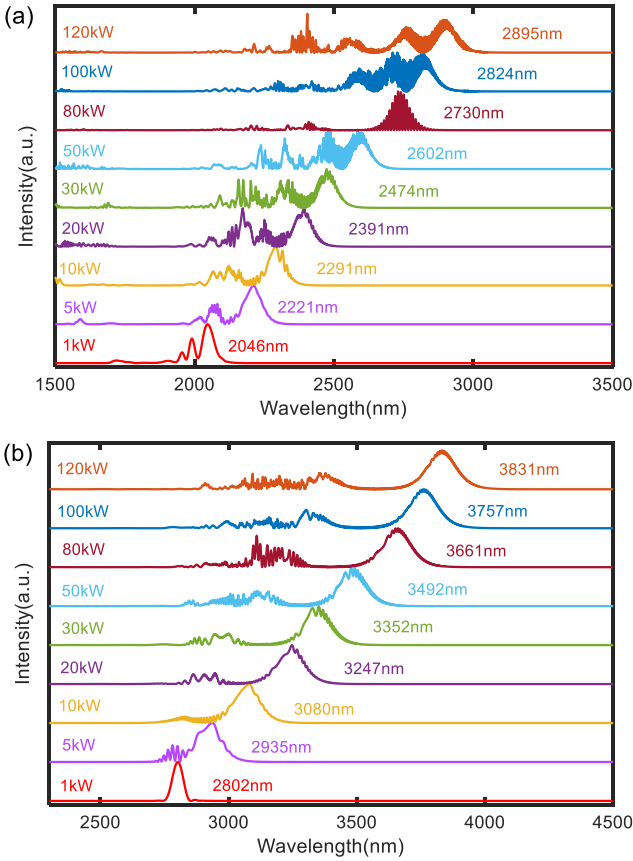 (a)
120kW 2895nm
100kW 2824nm
80kW 2730nm
50kW 2602nm
30kW 2474nm
20kW 2391nm
10kW 2291nm
5kW 2221nm
1kW 2046nm
1500 2000 2500 3000 3500
Wavelength(nm)
Intensity(a.u.)
(b)
120kW 3831nm
100kW 3757nm
80kW 3661nm
50kW 3492nm
30kW 3352nm
20kW 3247nm
10kW 3080nm
5kW 2935nm
1kW 2802nm
2500 3000 3500 4000 4500
Wavelength(nm)
Intensity(a.u.)